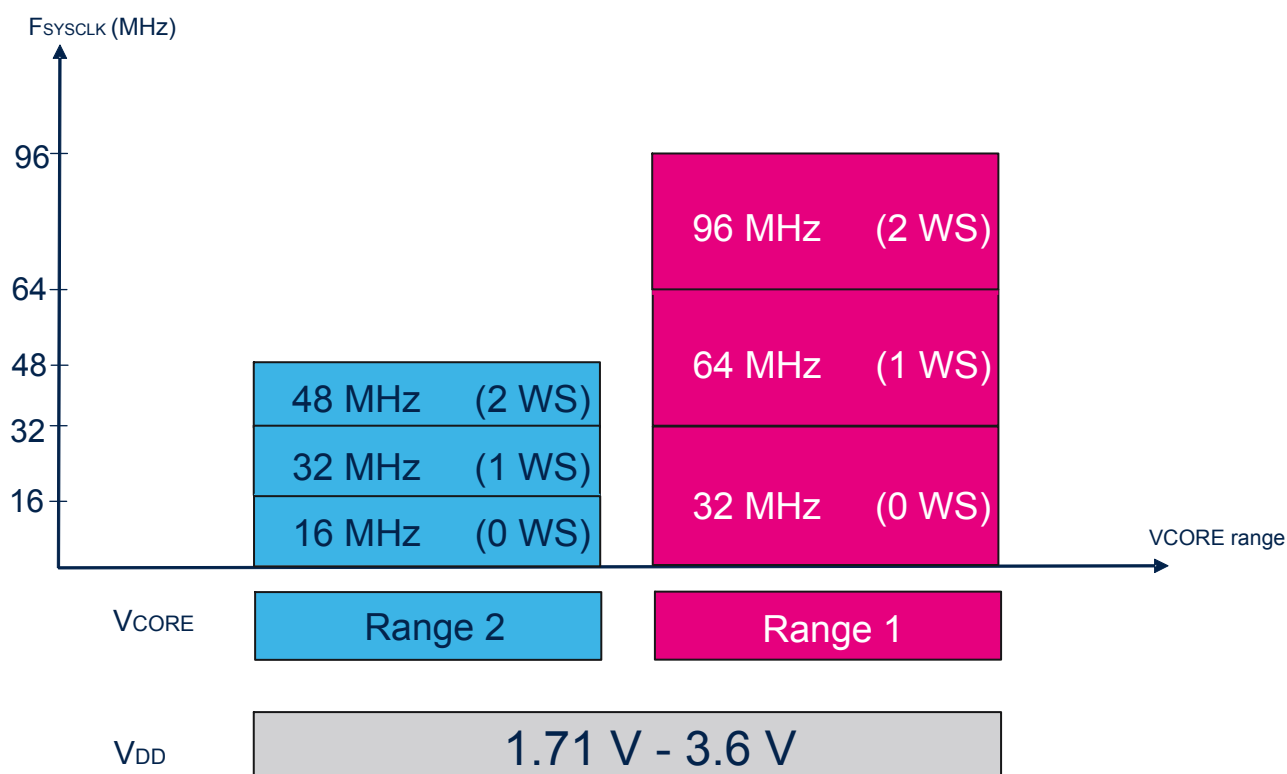 FSYSCLK (MHz)
96
96 MHz (2 WS)
64
48
64 MHz (1 WS)
48 MHz (2 WS)
32
32 MHz (1 WS)
16
32 MHz (0 WS)
16 MHz (0 WS)
VCORE range
VCORE
Range 2
Range 1
VDD
1.71 V - 3.6 V